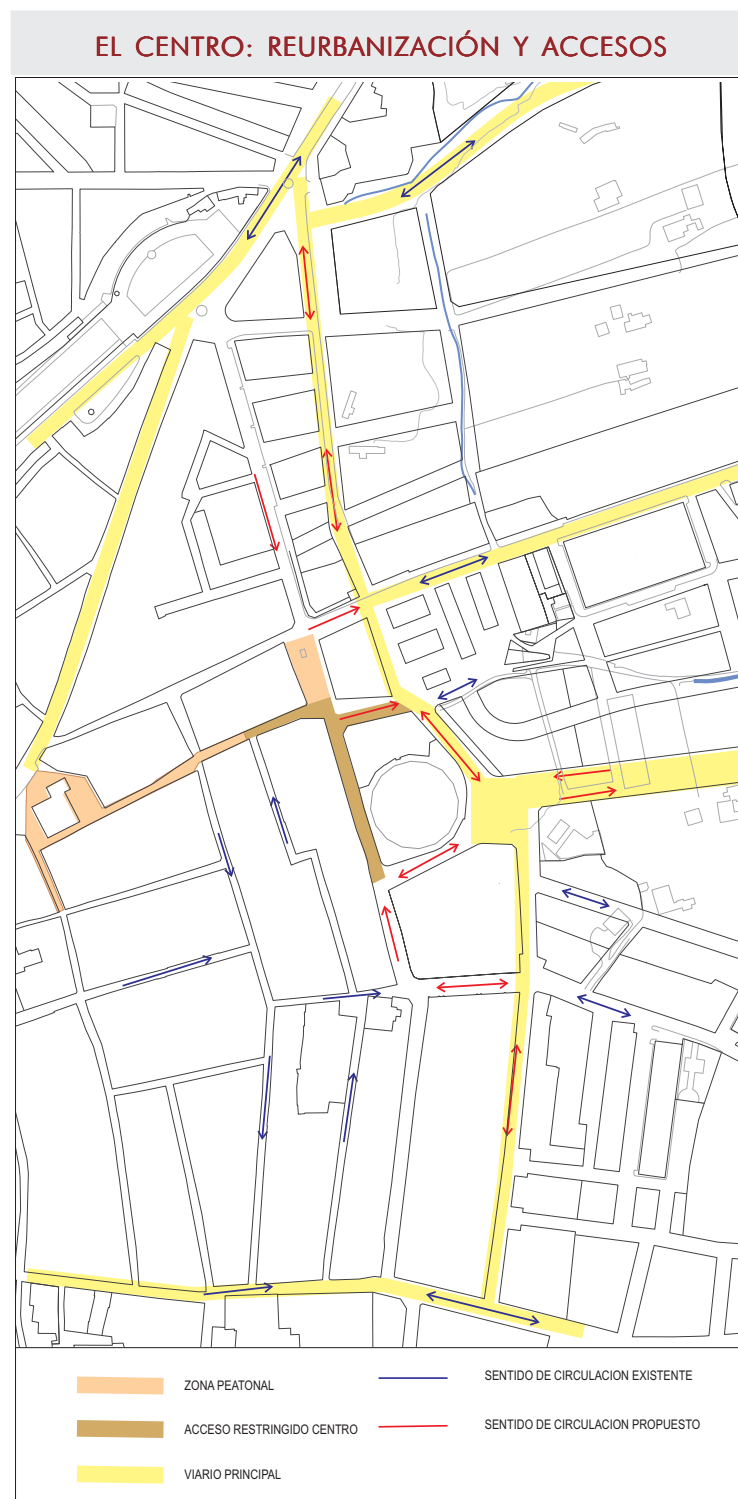 EL CENTRO: REURBANIZACIÓN Y ACCESOS
ZONA PEATONAL
SENTIDO DE CIRCULACION EXISTENTE
ACCESO RESTRINGIDO CENTRO
SENTIDO DE CIRCULACION PROPUESTO
VIARIO PRINCIPAL